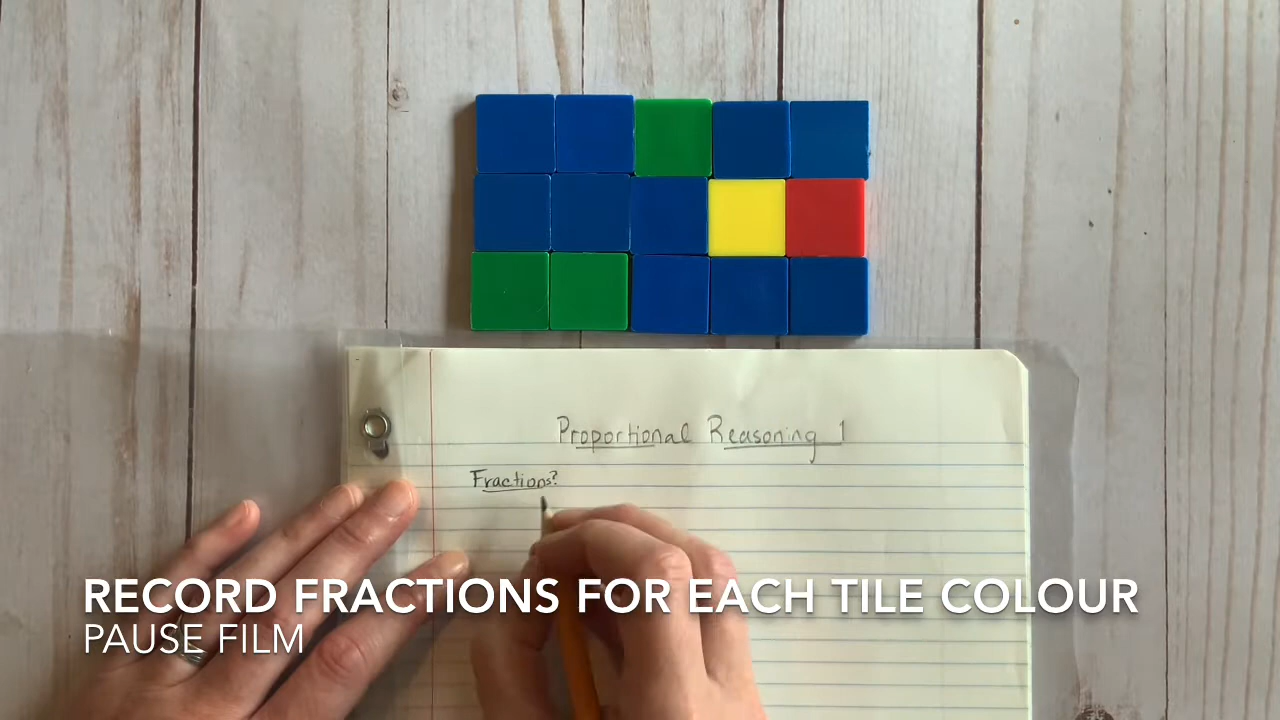 Proportional Reasoning 1
Fractions?
RECORD FRACTIONS FOR EACH TILE COLOUR
PAUSE FILM